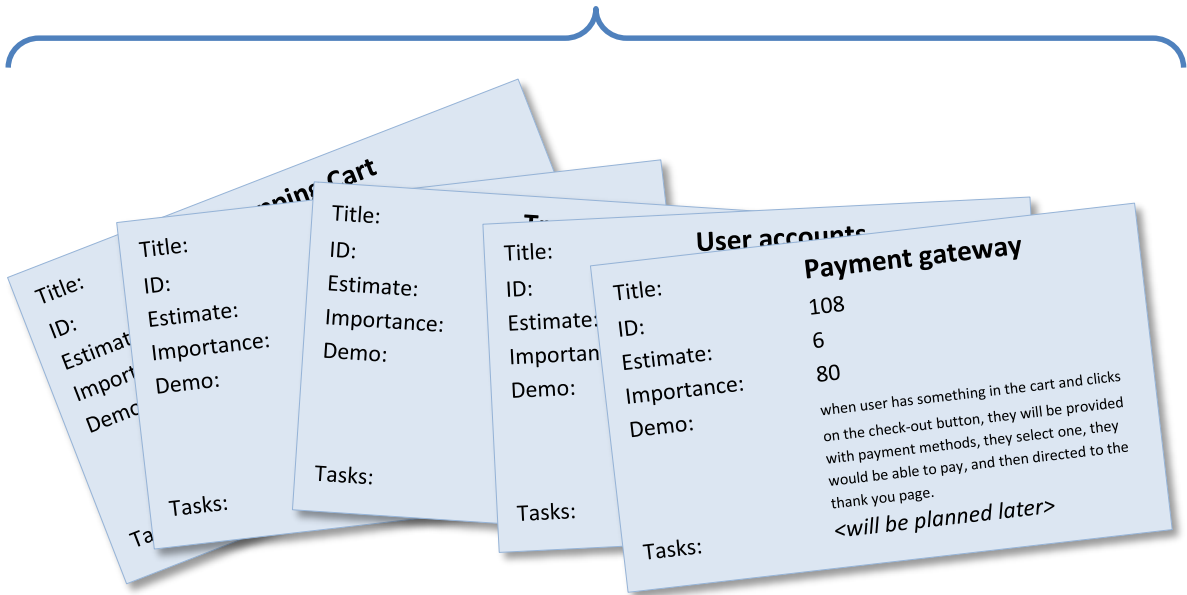 Cart
Title:
ID:
Demo
Title:
ID:
Estimate:
Importance:
Demo:
Tasks:
Title:
ID:
Estimate:
Importance:
Demo:
Tasks:
User accounts
Title:
ID:
Estimate:
Importan
Demo:
Tasks:
Title: Payment gateway
ID: 108
Estimate: 6
Importance: 80
Demo: when user has something in the cart and clicks
on the check-out button, they will be provided
with payment methods, they select one, they
would be able to pay, and then directed to the
thank you page.
Tasks: <will be planned later>